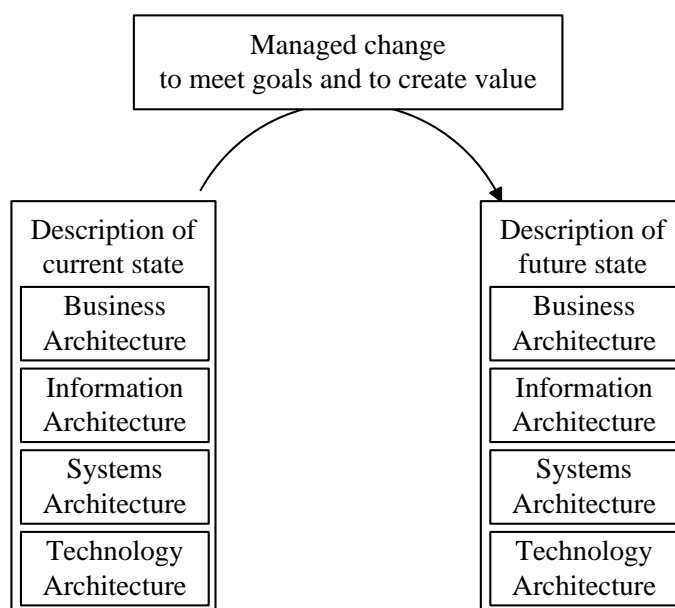 Managed change
to meet goals and to create value
Description of
current state
Business
Architecture
Information
Architecture
Systems
Architecture
Technology
Architecture
Description of
future state
Business
Architecture
Information
Architecture
Systems
Architecture
Technology
Architecture